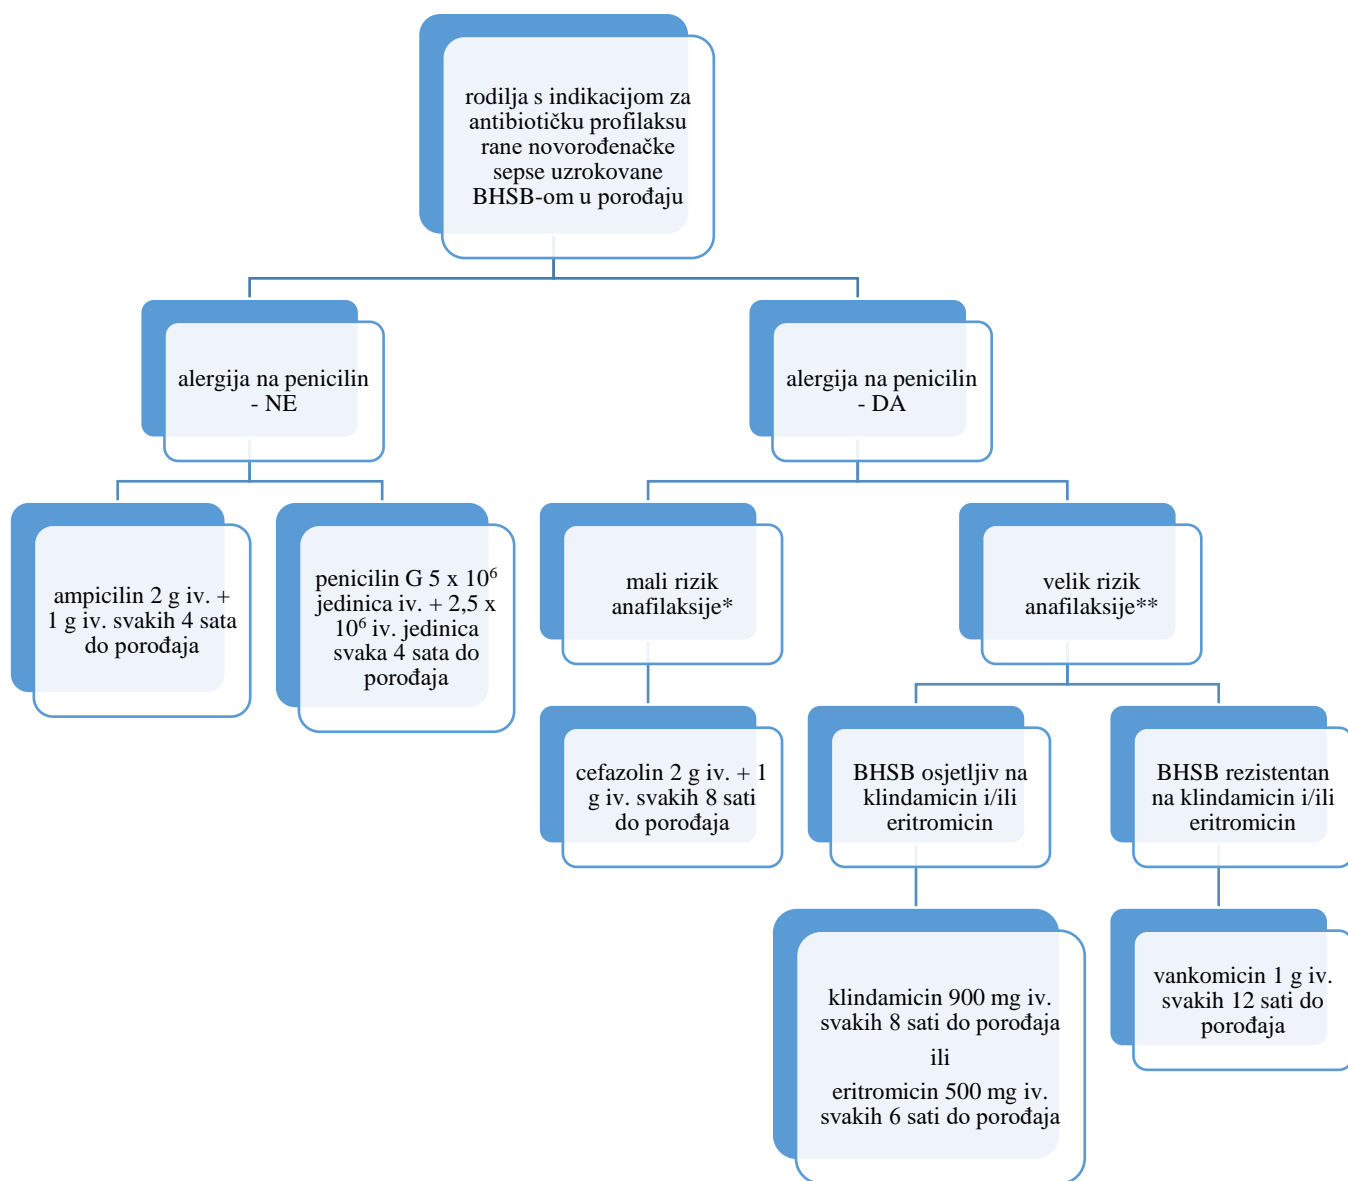 rodilja s indikacijom za
antibiotičku profilaksu
rane novorođenačke
sepse uzrokovane
BHSB-om u porođaju
alergija na penicilin
- NE
alergija na penicilin
- DA
ampicilin 2 g iv. +
1 g iv. svakih 4 sata
do porođaja
penicilin G 5 x 10⁶
jedinica iv. + 2,5 x
10⁶ iv. jedinica
svaka 4 sata do
porođaja
mali rizik
anafilaksije*
velik rizik
anafilaksije**
cefazolin 2 g iv. + 1
g iv. svakih 8 sati
do porođaja
BHSB osjetljiv na
klindamicin i/ili
eritromicin
BHSB rezistentan
na klindamicin i/ili
eritromicin
klindamicin 900 mg iv.
svakih 8 sati do porođaja
ili
eritromicin 500 mg iv.
svakih 6 sati do porođaja
vankomicin 1 g iv.
svakih 12 sati do
porođaja